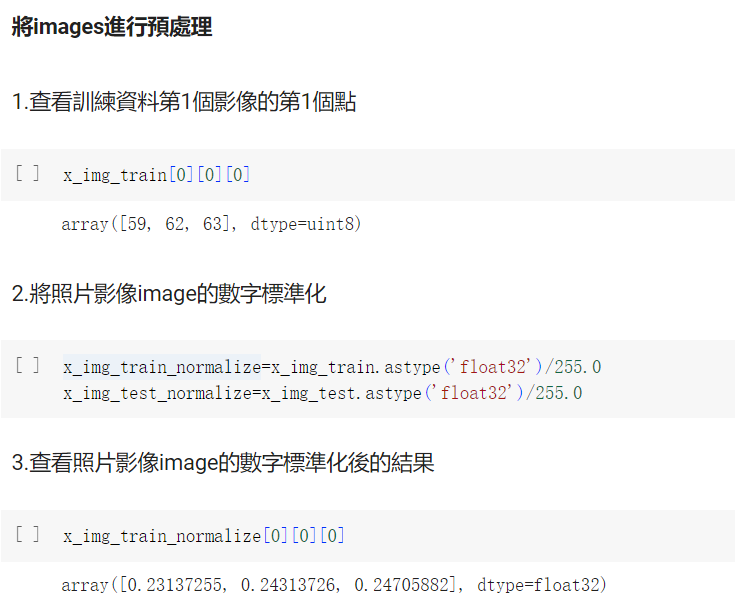 將images進行預處理
1.查看訓練資料第1個影像的第1個點
[ ] x_img_train[0][0][0]
array([59, 62, 63], dtype=uint8)
2.將照片影像image的數字標準化
[ ] x_img_train_normalize=x_img_train.astype('float32')/255.0
x_img_test_normalize=x_img_test.astype('float32')/255.0
3.查看照片影像image的數字標準化後的結果
[ ] x_img_train_normalize[0][0][0]
array([0.23137255, 0.24313726, 0.24705882], dtype=float32)